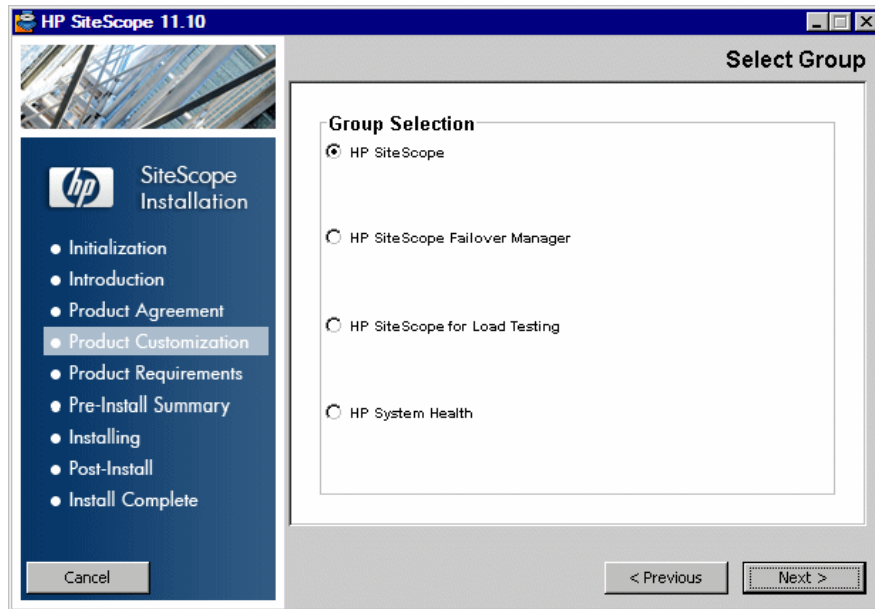 HP SiteScope 11.10
Select Group
hp
SiteScope
Installation
Initialization
Introduction
Product Agreement
Product Customization
Product Requirements
Pre-Install Summary
Installing
Post-Install
Install Complete
Group Selection
HP SiteScope
HP SiteScope Failover Manager
HP SiteScope for Load Testing
HP System Health
Cancel
< Previous
Next >